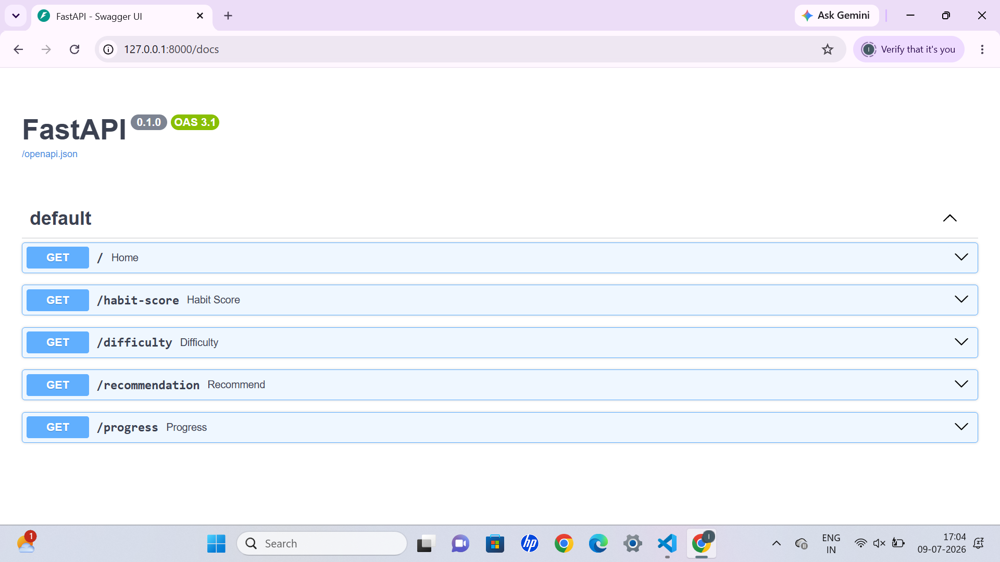 FastAPI - Swagger UI
Ask Gemini
127.0.0.1:8000/docs
Verify that it's you
FastAPI 0.1.0 OAS 3.1
/openapi.json
default
GET / Home
GET /habit-score Habit Score
GET /difficulty Difficulty
GET /recommendation Recommend
GET /progress Progress
1
Search
hp
ENG
IN
17:04
09-07-2026